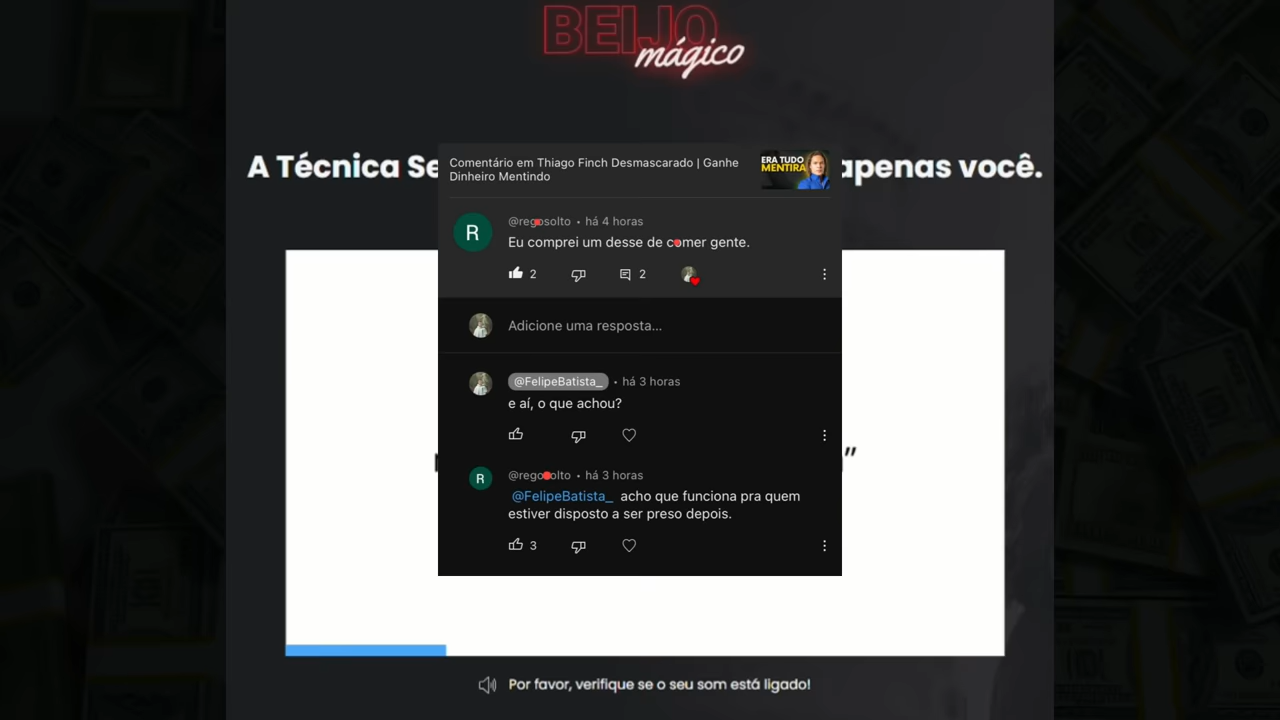 BEIJO
mágico
A Técnica Se apenas você.
Comentário em Thiago Finch Desmascarado | Ganhe
Dinheiro Mentindo
ERA TUDO
MENTIRA
R
@regosolto • há 4 horas
Eu comprei um desse de comer gente.
2 2
Adicione uma resposta...
@FelipeBatista_ • há 3 horas
e aí, o que achou?
”
R
@regosolto • há 3 horas
@FelipeBatista_ acho que funciona pra quem
estiver disposto a ser preso depois.
3
Por favor, verifique se o seu som está ligado!